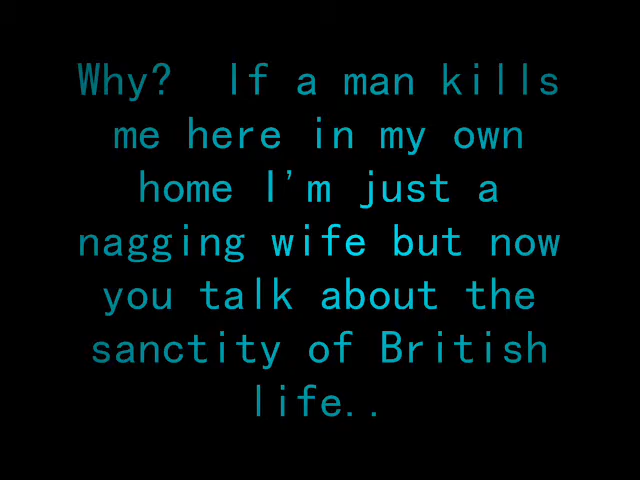 Why?  If a man kills
me here in my own
home I'm just a
nagging wife but now
you talk about the
sanctity of British
life..